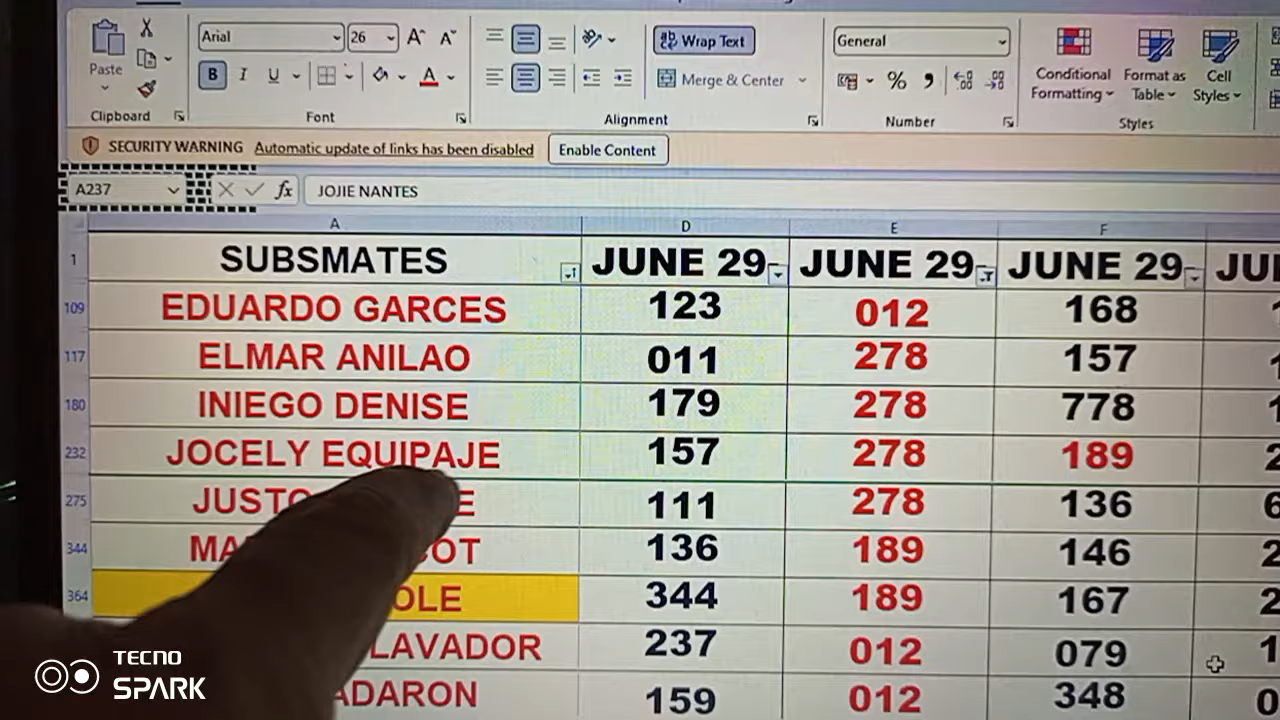 Arial 26 Wrap Text General
Paste B I U A Merge & Center % Conditional Formatting Format as Table Cell Styles
Clipboard Font Alignment Number Styles
SECURITY WARNING Automatic update of links has been disabled Enable Content
A237 fx JOJIE NANTES
A D E F
1 SUBSMATES JUNE 29 JUNE 29 JUNE 29
109 EDUARDO GARCES 123 012 168
117 ELMAR ANILAO 011 278 157
180 INIEGO DENISE 179 278 778
232 JOCELY EQUIPAJE 157 278 189
275 111 278 136
344 136 189 146
364 344 189 167
237 012 079
159 012 348
TECNO
SPARK